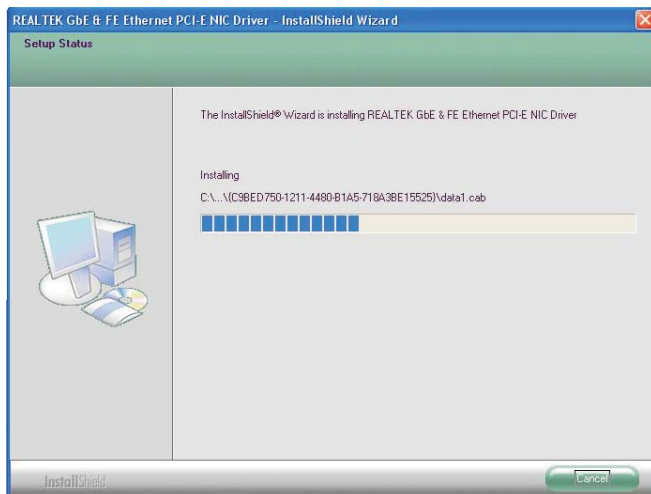 REALTEK GbE & FE Ethernet PCI-E NIC Driver - InstallShield Wizard
Setup Status
The InstallShield® Wizard is installing REALTEK GbE & FE Ethernet PCI-E NIC Driver
Installing
C:\...\{C9BED750-1211-4480-B1A5-718A3BE15525}\data1.cab
InstallShield
Cancel